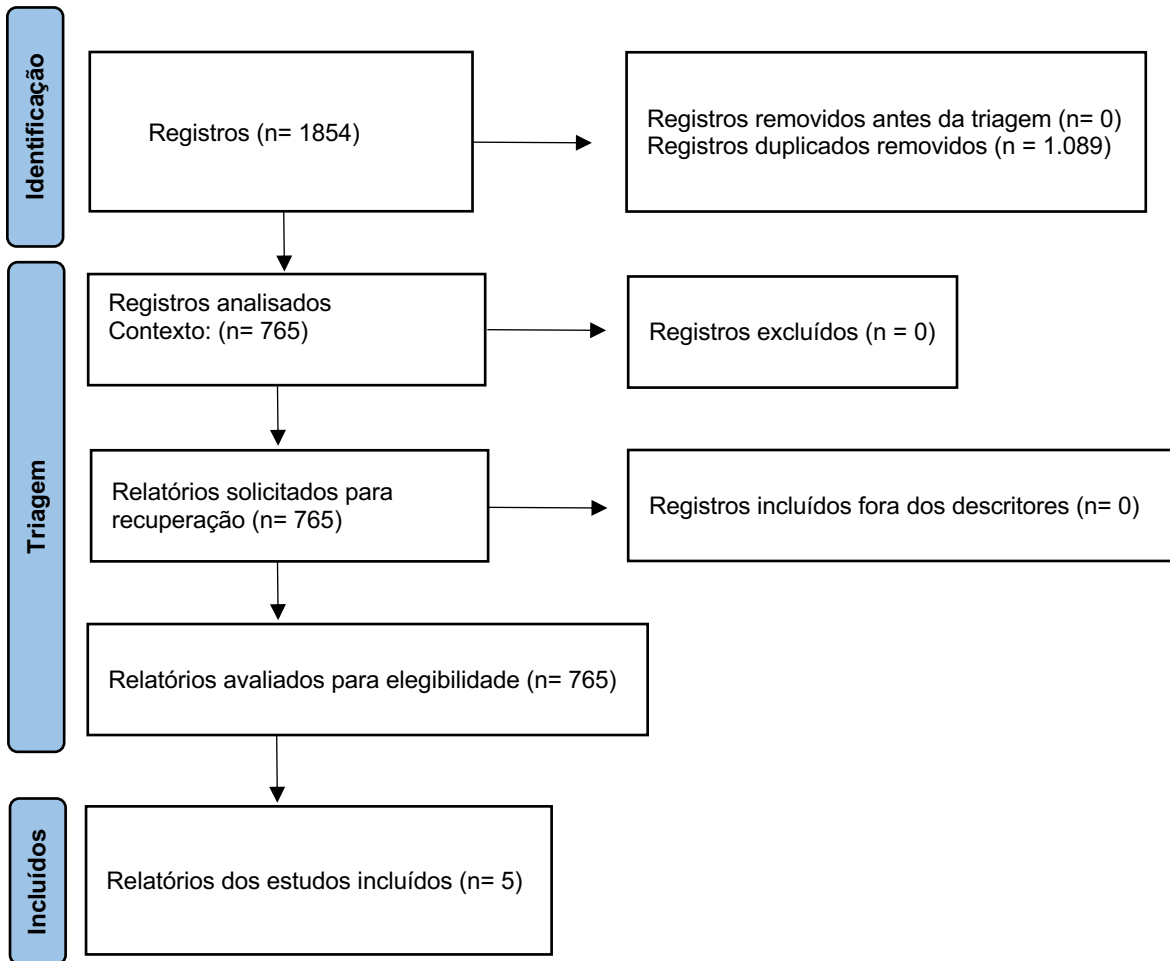 Identificação
Registros (n= 1854)
Registros removidos antes da triagem (n= 0)
Registros duplicados removidos (n = 1.089)
Triagem
Registros analisados
Contexto: (n= 765)
Registros excluídos (n = 0)
Relatórios solicitados para
recuperação (n= 765)
Registros incluídos fora dos descritores (n= 0)
Relatórios avaliados para elegibilidade (n= 765)
Incluídos
Relatórios dos estudos incluídos (n= 5)